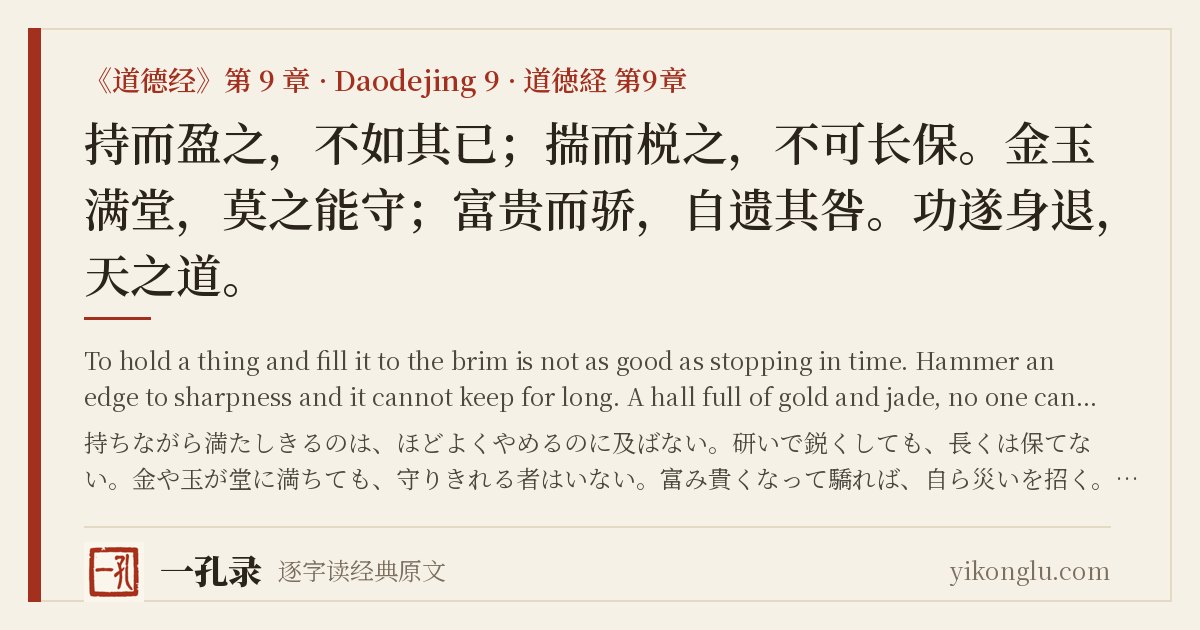 《道德经》第 9 章 · Daodejing 9 · 道徳経 第9章
持而盈之，不如其已；揣而棁之，不可长保。金玉
满堂，莫之能守；富贵而骄，自遗其咎。功遂身退，
天之道。
To hold a thing and fill it to the brim is not as good as stopping in time. Hammer an
edge to sharpness and it cannot keep for long. A hall full of gold and jade, no one can…
持ちながら満たしきるのは、ほどよくやめるのに及ばない。研いで鋭くしても、長くは保てな
い。金や玉が堂に満ちても、守りきれる者はいない。富み貴くなって驕れば、自ら災いを招く。…
一孔
一孔录 逐字读经典原文 yikonglu.com